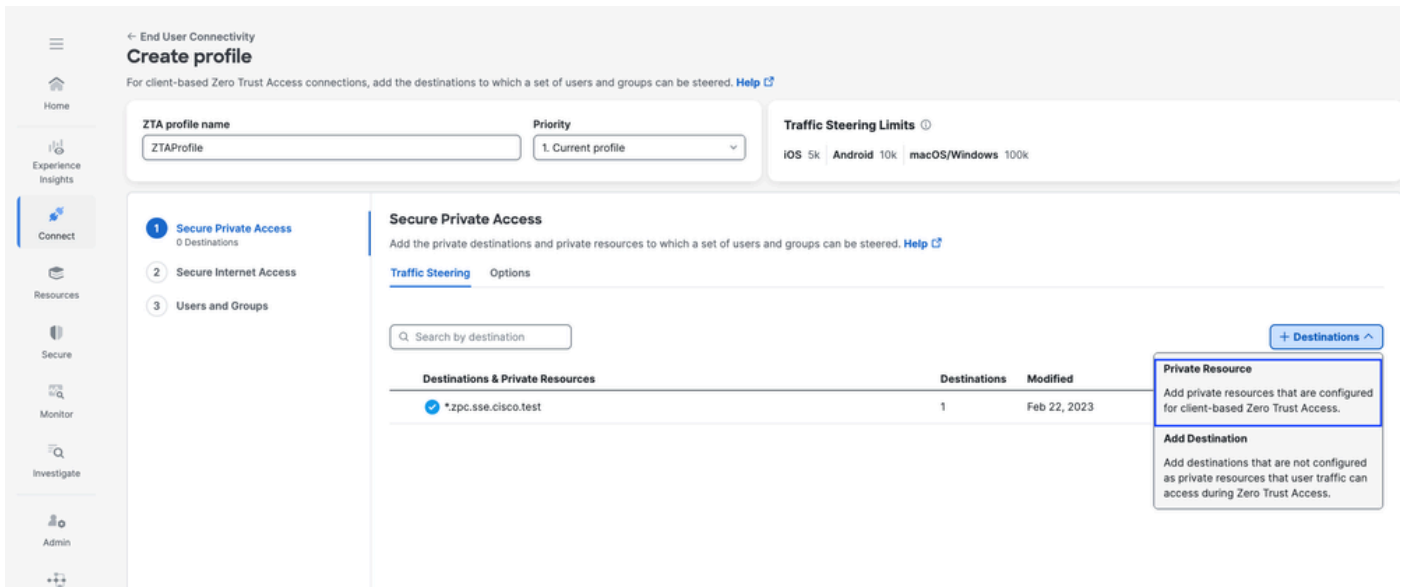 ← End User Connectivity
Create profile
For client-based Zero Trust Access connections, add the destinations to which a set of users and groups can be steered. Help
Home
Experience
Insights
Connect
Resources
Secure
Monitor
Investigate
Admin
ZTA profile name
ZTAProfile
Priority
1. Current profile
Traffic Steering Limits
iOS 5k Android 10k macOS/Windows 100k
1 Secure Private Access
0 Destinations
2 Secure Internet Access
3 Users and Groups
Secure Private Access
Add the private destinations and private resources to which a set of users and groups can be steered. Help
Traffic Steering Options
Search by destination
+ Destinations
Destinations & Private Resources Destinations Modified
*.zpc.sse.cisco.test 1 Feb 22, 2023
Private Resource
Add private resources that are configured
for client-based Zero Trust Access.
Add Destination
Add destinations that are not configured
as private resources that user traffic can
access during Zero Trust Access.